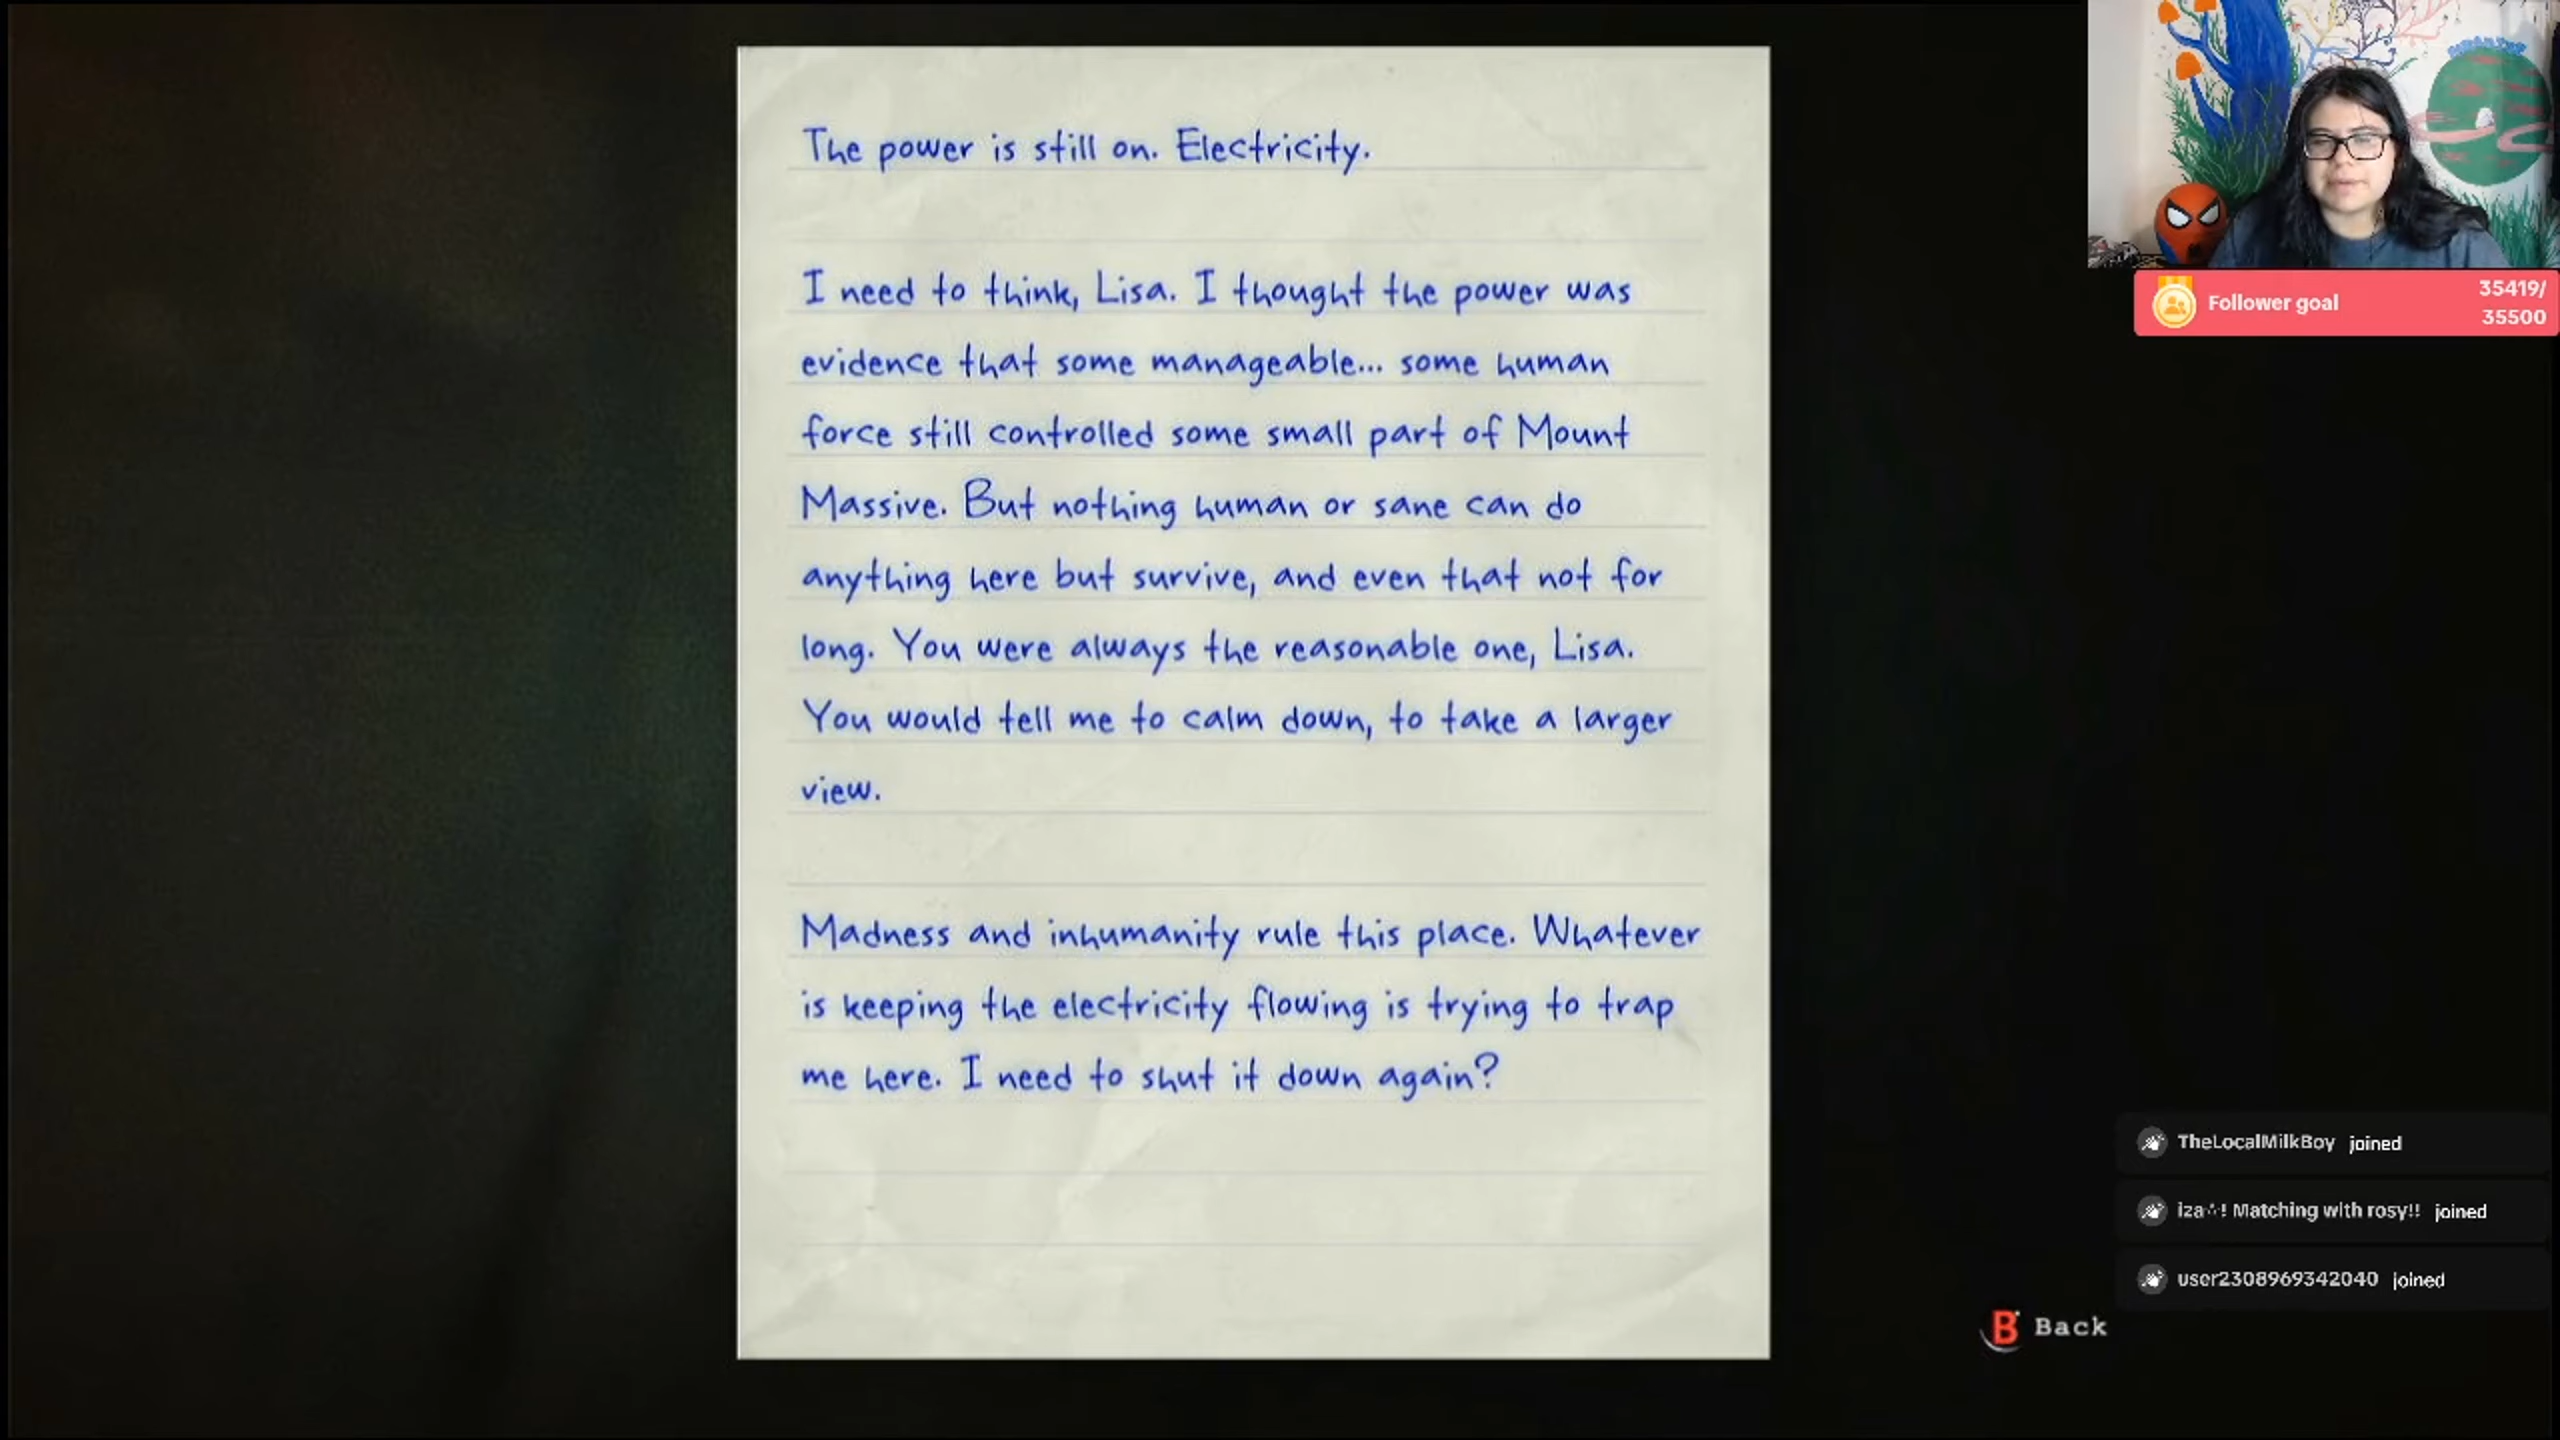 The power is still on. Electricity.
I need to think, Lisa. I thought the power was
evidence that some manageable... some human
force still controlled some small part of Mount
Massive. But nothing human or sane can do
anything here but survive, and even that not for
long. You were always the reasonable one, Lisa.
You would tell me to calm down, to take a larger
view.
Madness and inhumanity rule this place. Whatever
is keeping the electricity flowing is trying to trap
me here. I need to shut it down again?
Follower goal
35419/
35500
TheLocalMilkBoy joined
iza! Matching with rosy!! joined
user2308969342040 joined
B Back